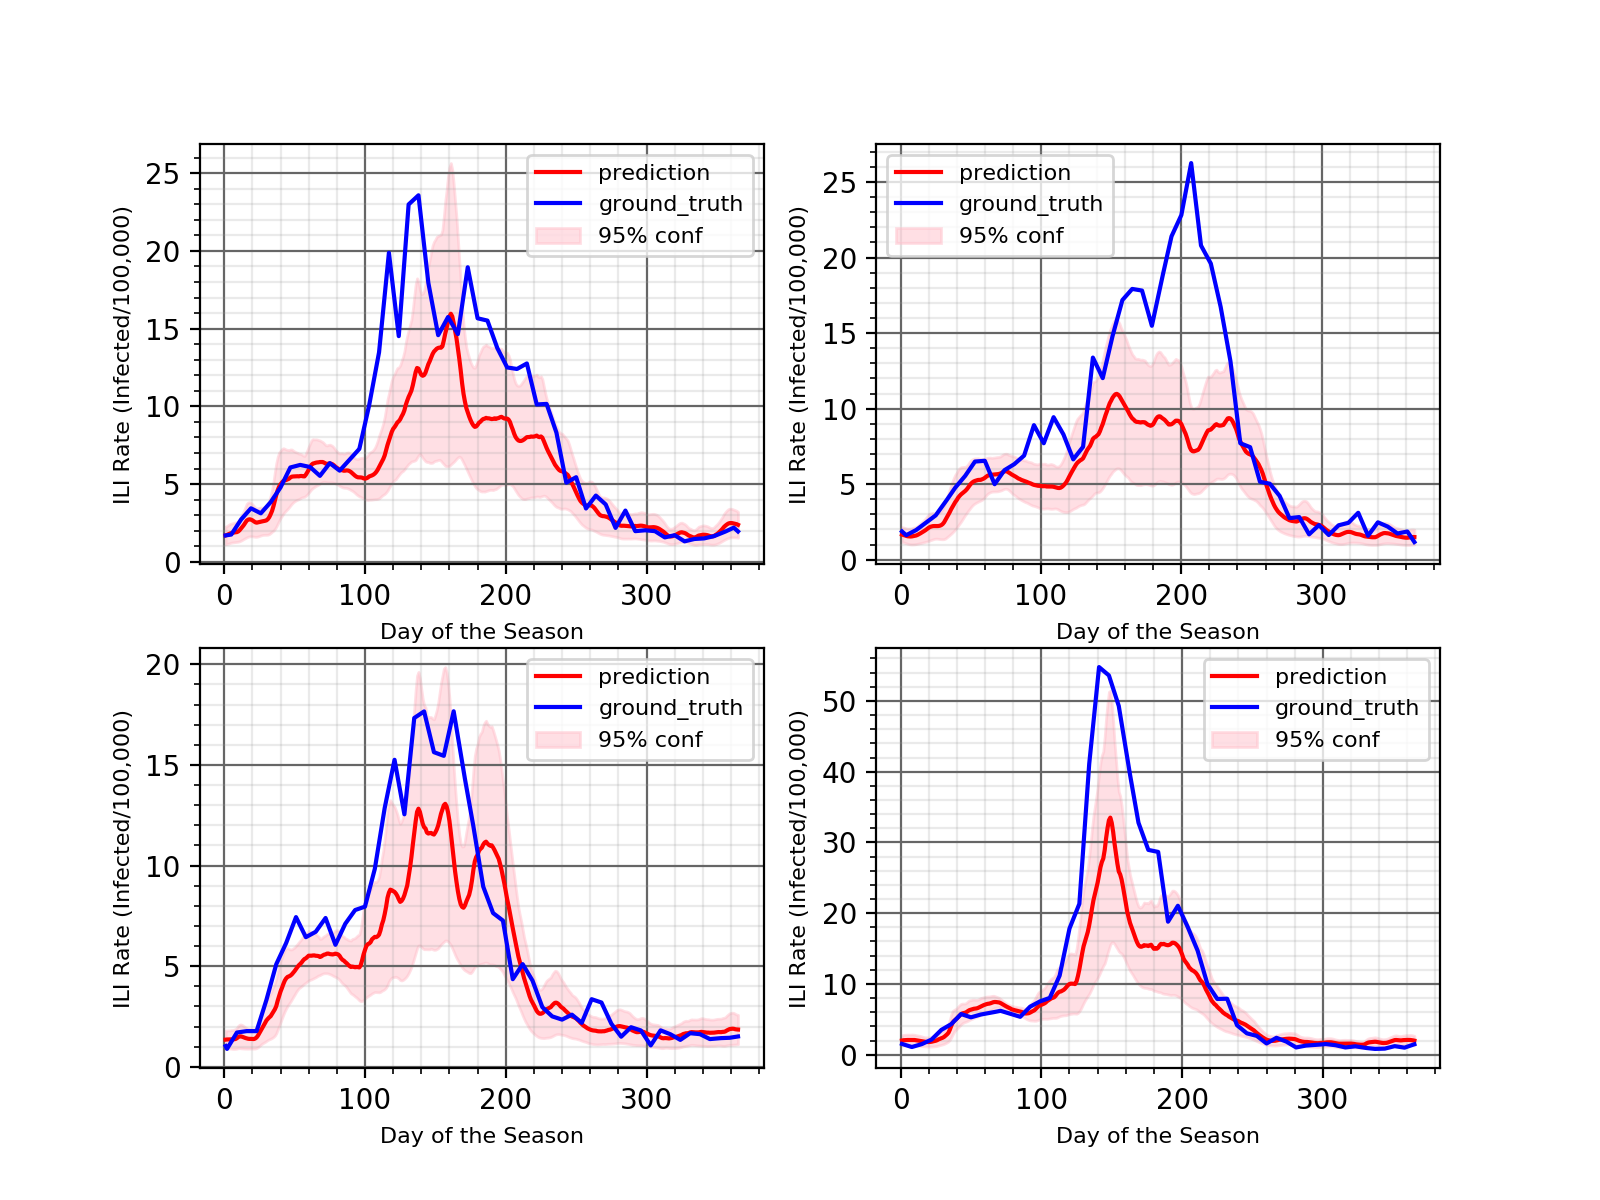 prediction
ground_truth
95% conf
ILI Rate (Infected/100,000)
25
20
15
10
5
0
0 100 200 300
Day of the Season
prediction
ground_truth
95% conf
ILI Rate (Infected/100,000)
25
20
15
10
5
0
0 100 200 300
Day of the Season
prediction
ground_truth
95% conf
ILI Rate (Infected/100,000)
20
15
10
5
0
0 100 200 300
Day of the Season
prediction
ground_truth
95% conf
ILI Rate (Infected/100,000)
50
40
30
20
10
0
0 100 200 300
Day of the Season